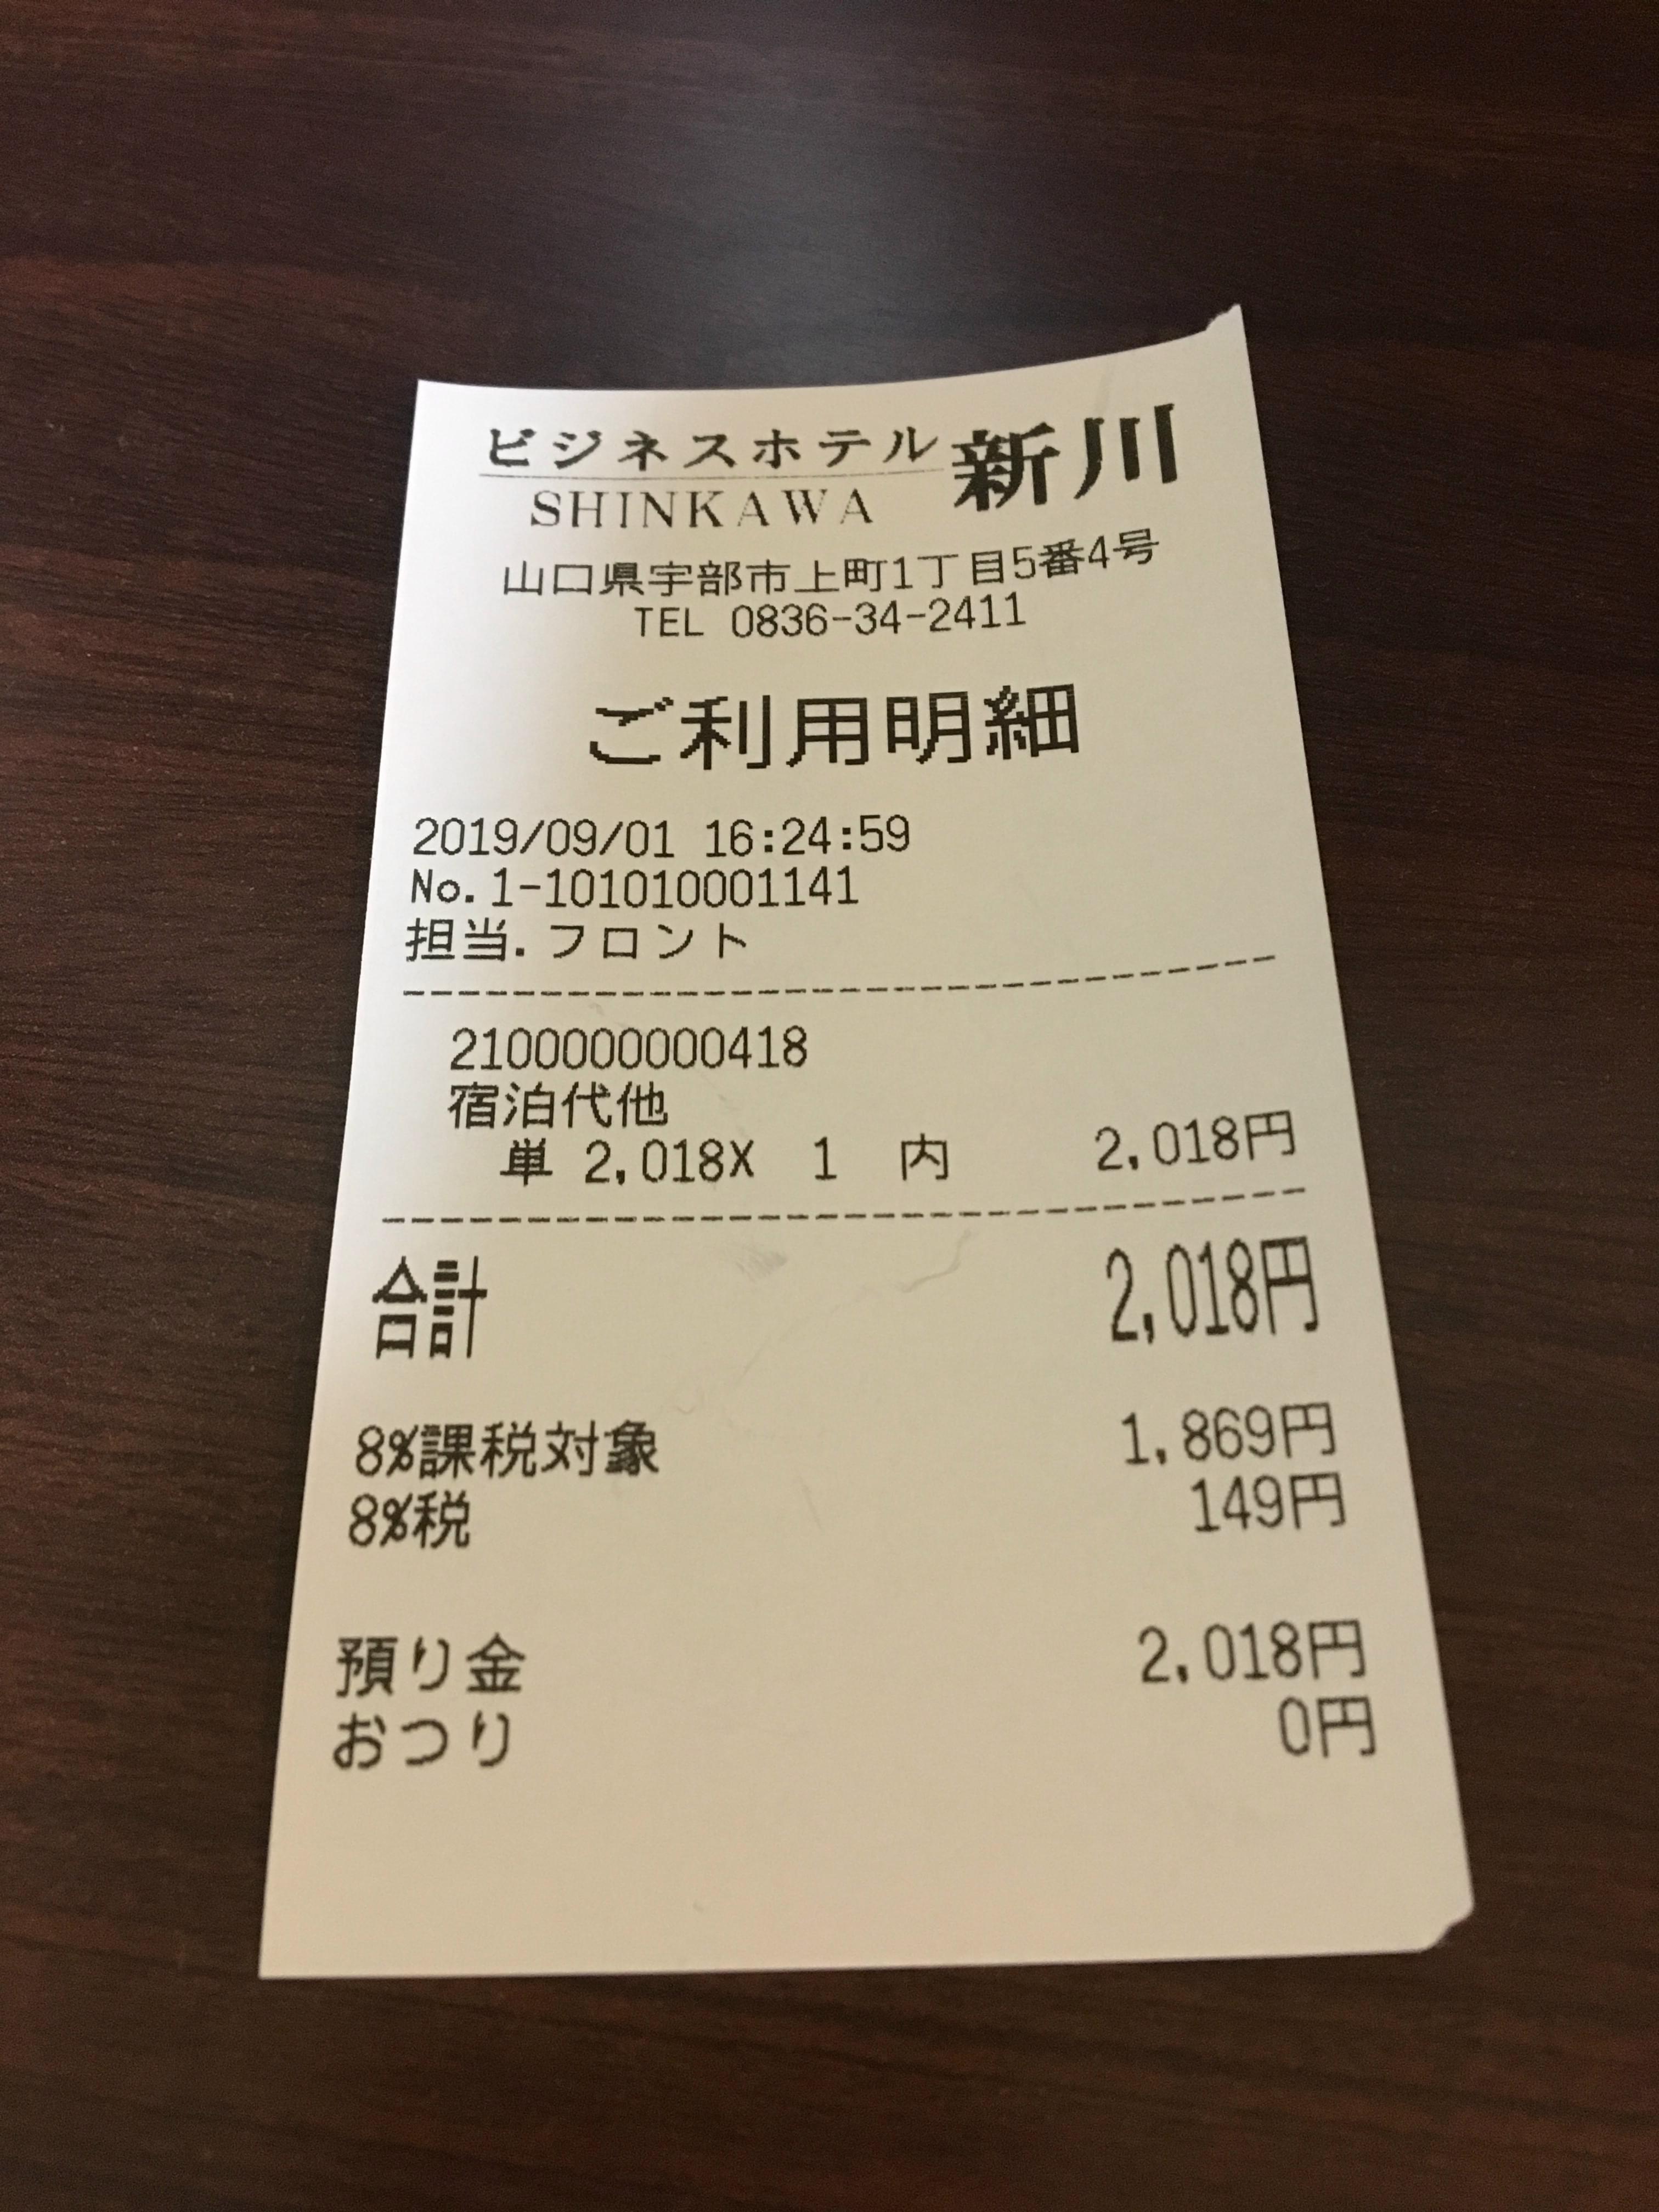 ビジネスホテル 新川
SHINKAWA
山口県宇部市上町1丁目5番4号
TEL 0836-34-2411
ご利用明細
2019/09/01 16:24:59
No.1-101010001141
担当.フロント
2100000000418
宿泊代他
単 2,018X 1 内 2,018円
合計 2,018円
8%課税対象 1,869円
8%税 149円
預り金 2,018円
おつり 0円